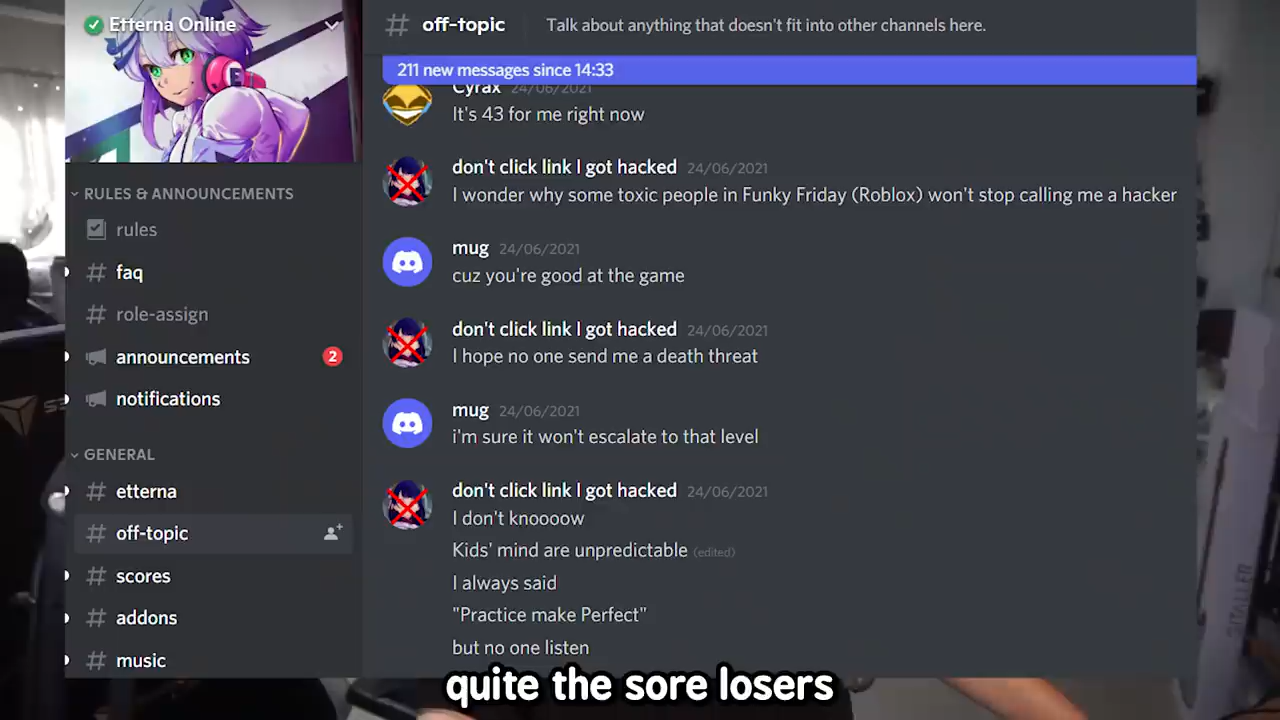 Etterna Online
# off-topic Talk about anything that doesn't fit into other channels here.
211 new messages since 14:33
RULES & ANNOUNCEMENTS
rules
# faq
# role-assign
announcements 2
notifications
GENERAL
# etterna
# off-topic
# scores
# addons
# music
Cyrax 24/06/2021
It's 43 for me right now
don't click link I got hacked 24/06/2021
I wonder why some toxic people in Funky Friday (Roblox) won't stop calling me a hacker
mug 24/06/2021
cuz you're good at the game
don't click link I got hacked 24/06/2021
I hope no one send me a death threat
mug 24/06/2021
i'm sure it won't escalate to that level
don't click link I got hacked 24/06/2021
I don't knoooow
Kids' mind are unpredictable (edited)
I always said
"Practice make Perfect"
but no one listen
quite the sore losers